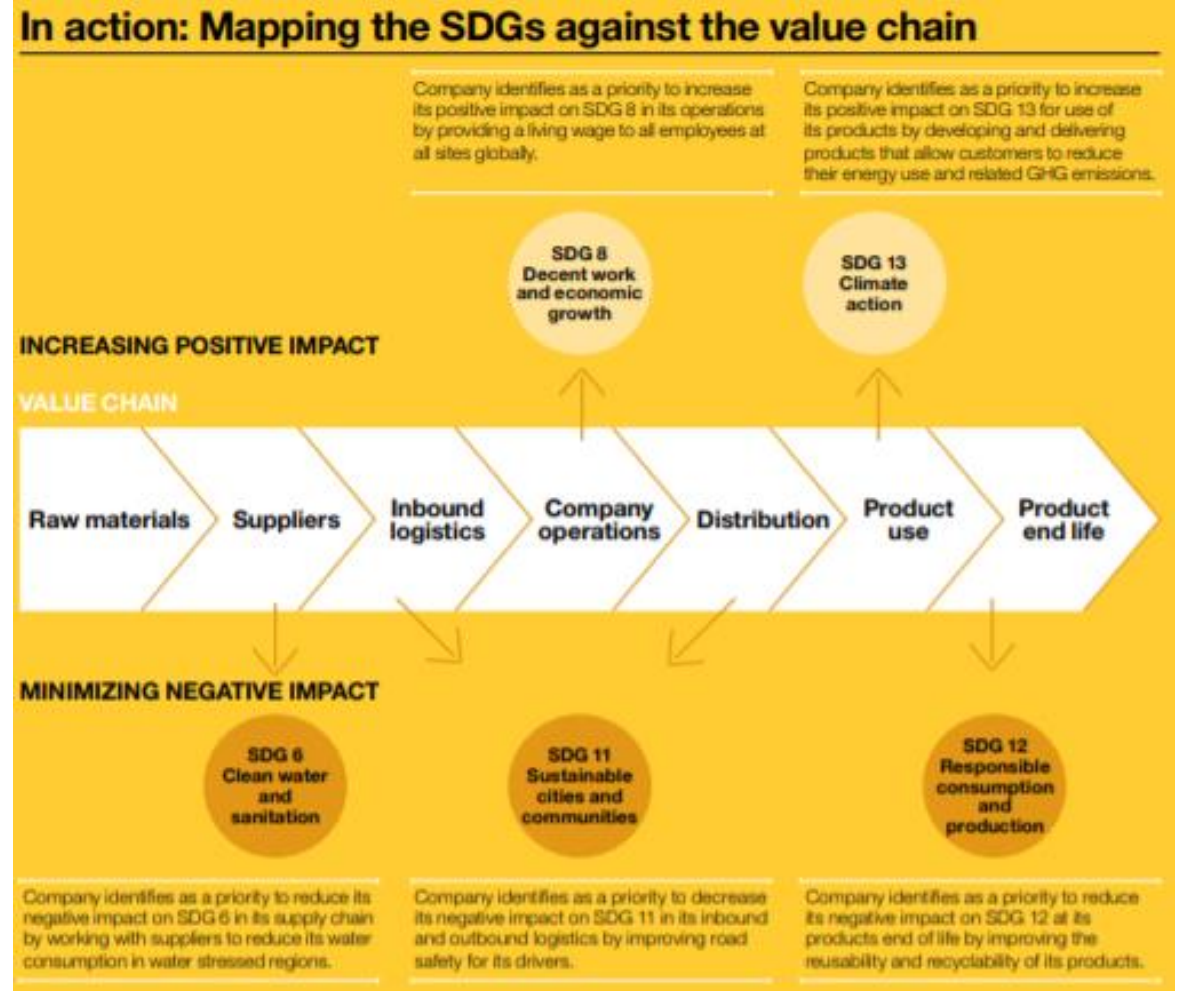 In action: Mapping the SDGs against the value chain
Company identifies as a priority to increase
its positive impact on SDG 8 in its operations
by providing a living wage to all employees at
all sites globally.
Company identifies as a priority to increase
its positive impact on SDG 13 for use of
its products by developing and delivering
products that allow customers to reduce
their energy use and related GHG emissions.
SDG 8
Decent work
and economic
growth
SDG 13
Climate
action
INCREASING POSITIVE IMPACT
VALUE CHAIN
Raw materials
Suppliers
Inbound
logistics
Company
operations
Distribution
Product
use
Product
end life
MINIMIZING NEGATIVE IMPACT
SDG 6
Clean water
and
sanitation
SDG 11
Sustainable
cities and
communities
SDG 12
Responsible
consumption
and
production
Company identifies as a priority to reduce its
negative impact on SDG 6 in its supply chain
by working with suppliers to reduce its water
consumption in water stressed regions.
Company identifies as a priority to decrease
its negative impact on SDG 11 in its inbound
and outbound logistics by improving road
safety for its drivers.
Company identifies as a priority to reduce
its negative impact on SDG 12 at its
products end of life by improving the
reusability and recyclability of its products.